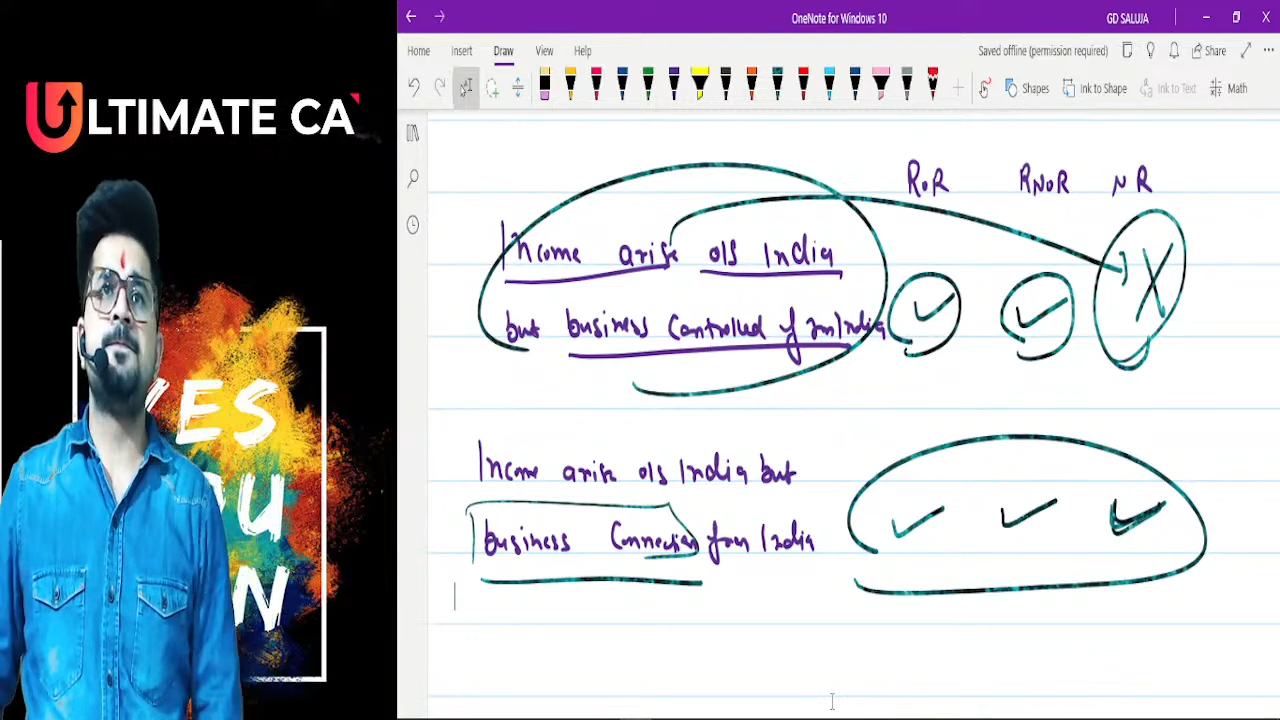 ULTIMATE CA
YES
YOU
N
OneNote for Windows 10
GD SALUJA
Home Insert Draw View Help
Saved offline (permission required)
Share
Shapes
Ink to Shape
Ink to Text
Math
ROR RNOR NR
Income arise o/s India
but business Controlled from India
Income arise o/s India but
business Connection from India